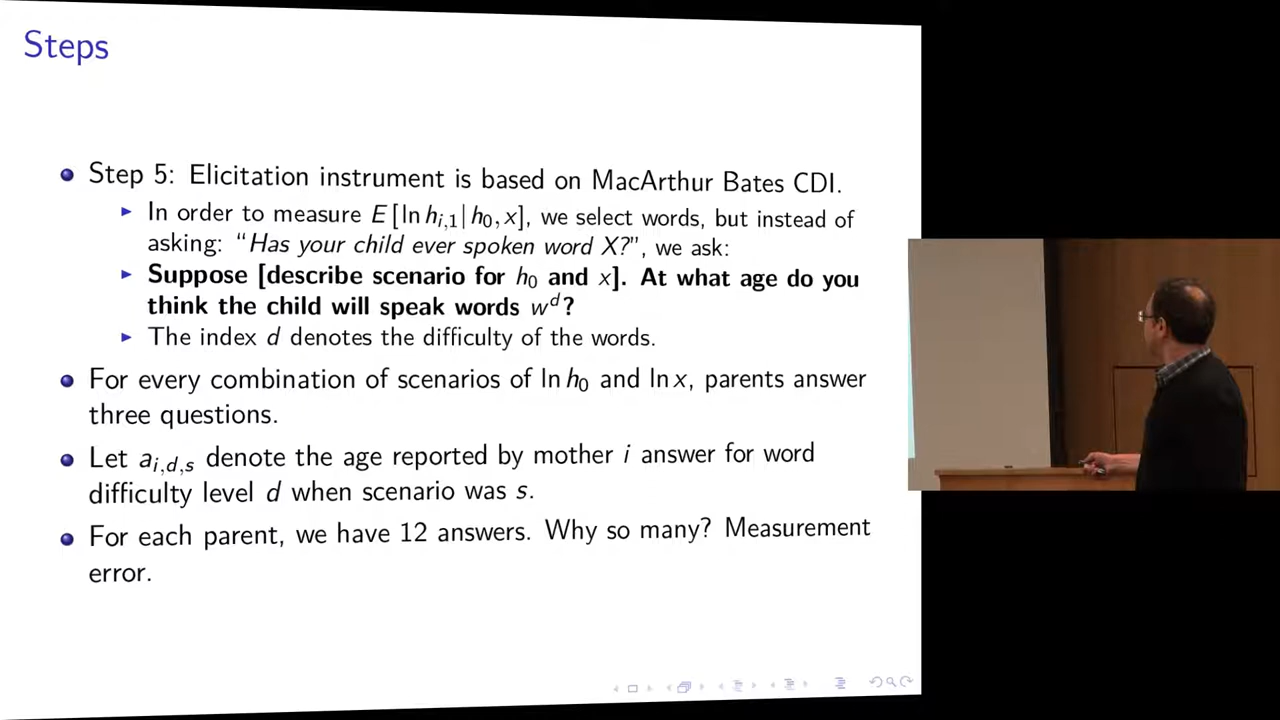 Steps
Step 5: Elicitation instrument is based on MacArthur Bates CDI.
In order to measure E [ln h_{i,1}| h_0, x], we select words, but instead of
asking: "Has your child ever spoken word X?", we ask:
Suppose [describe scenario for h_0 and x]. At what age do you
think the child will speak words w^d?
The index d denotes the difficulty of the words.
For every combination of scenarios of ln h_0 and ln x, parents answer
three questions.
Let a_{i,d,s} denote the age reported by mother i answer for word
difficulty level d when scenario was s.
For each parent, we have 12 answers. Why so many? Measurement
error.